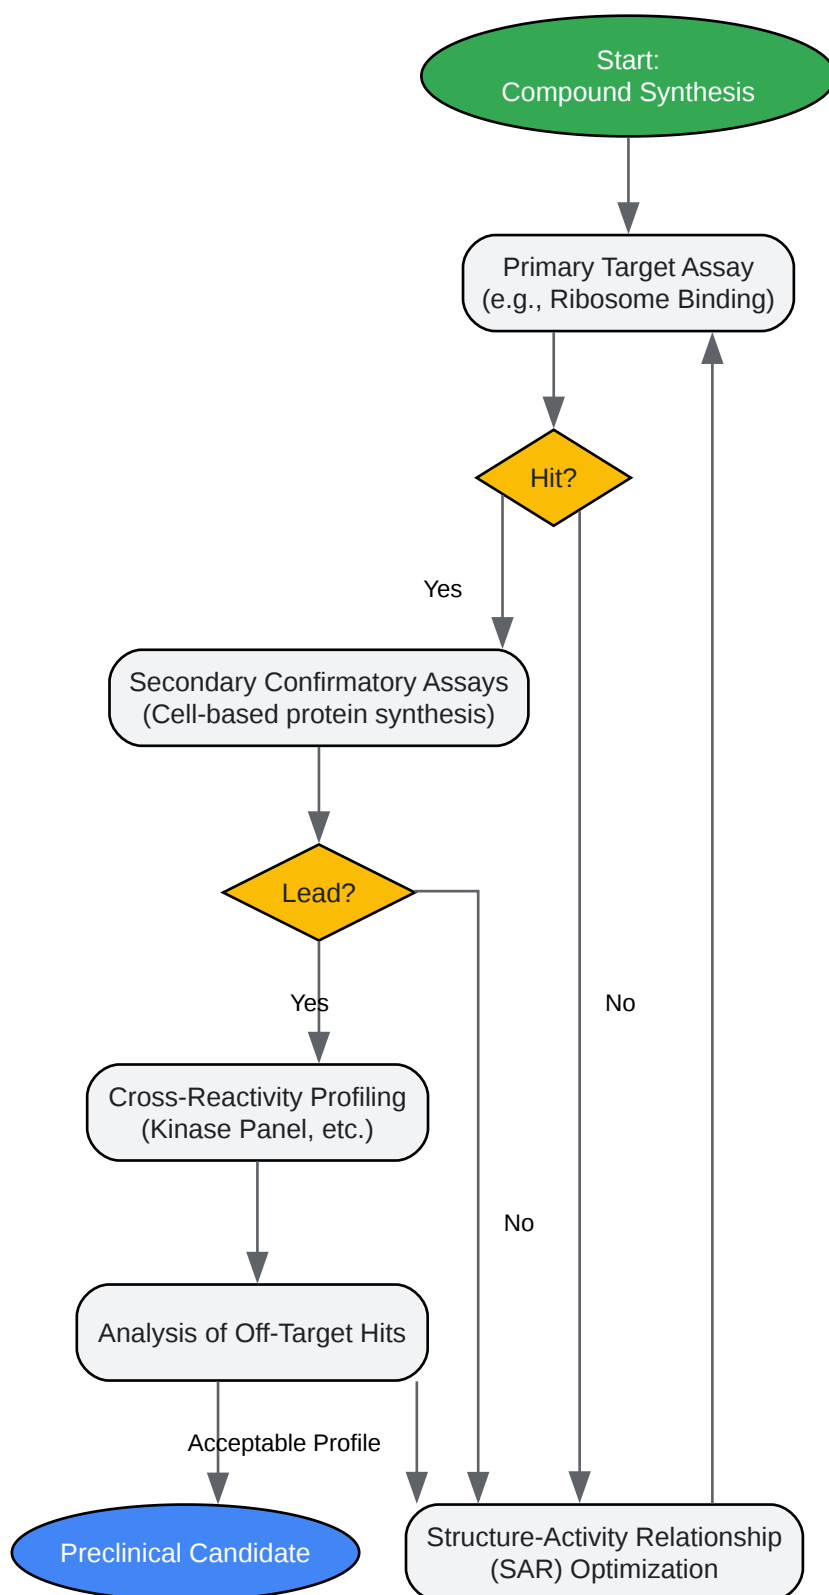 Start:
Compound Synthesis
Primary Target Assay
(e.g., Ribosome Binding)
Hit?
Yes
Secondary Confirmatory Assays
(Cell-based protein synthesis)
Lead?
Yes
No
Cross-Reactivity Profiling
(Kinase Panel, etc.)
No
Analysis of Off-Target Hits
Acceptable Profile
Preclinical Candidate
Structure-Activity Relationship
(SAR) Optimization